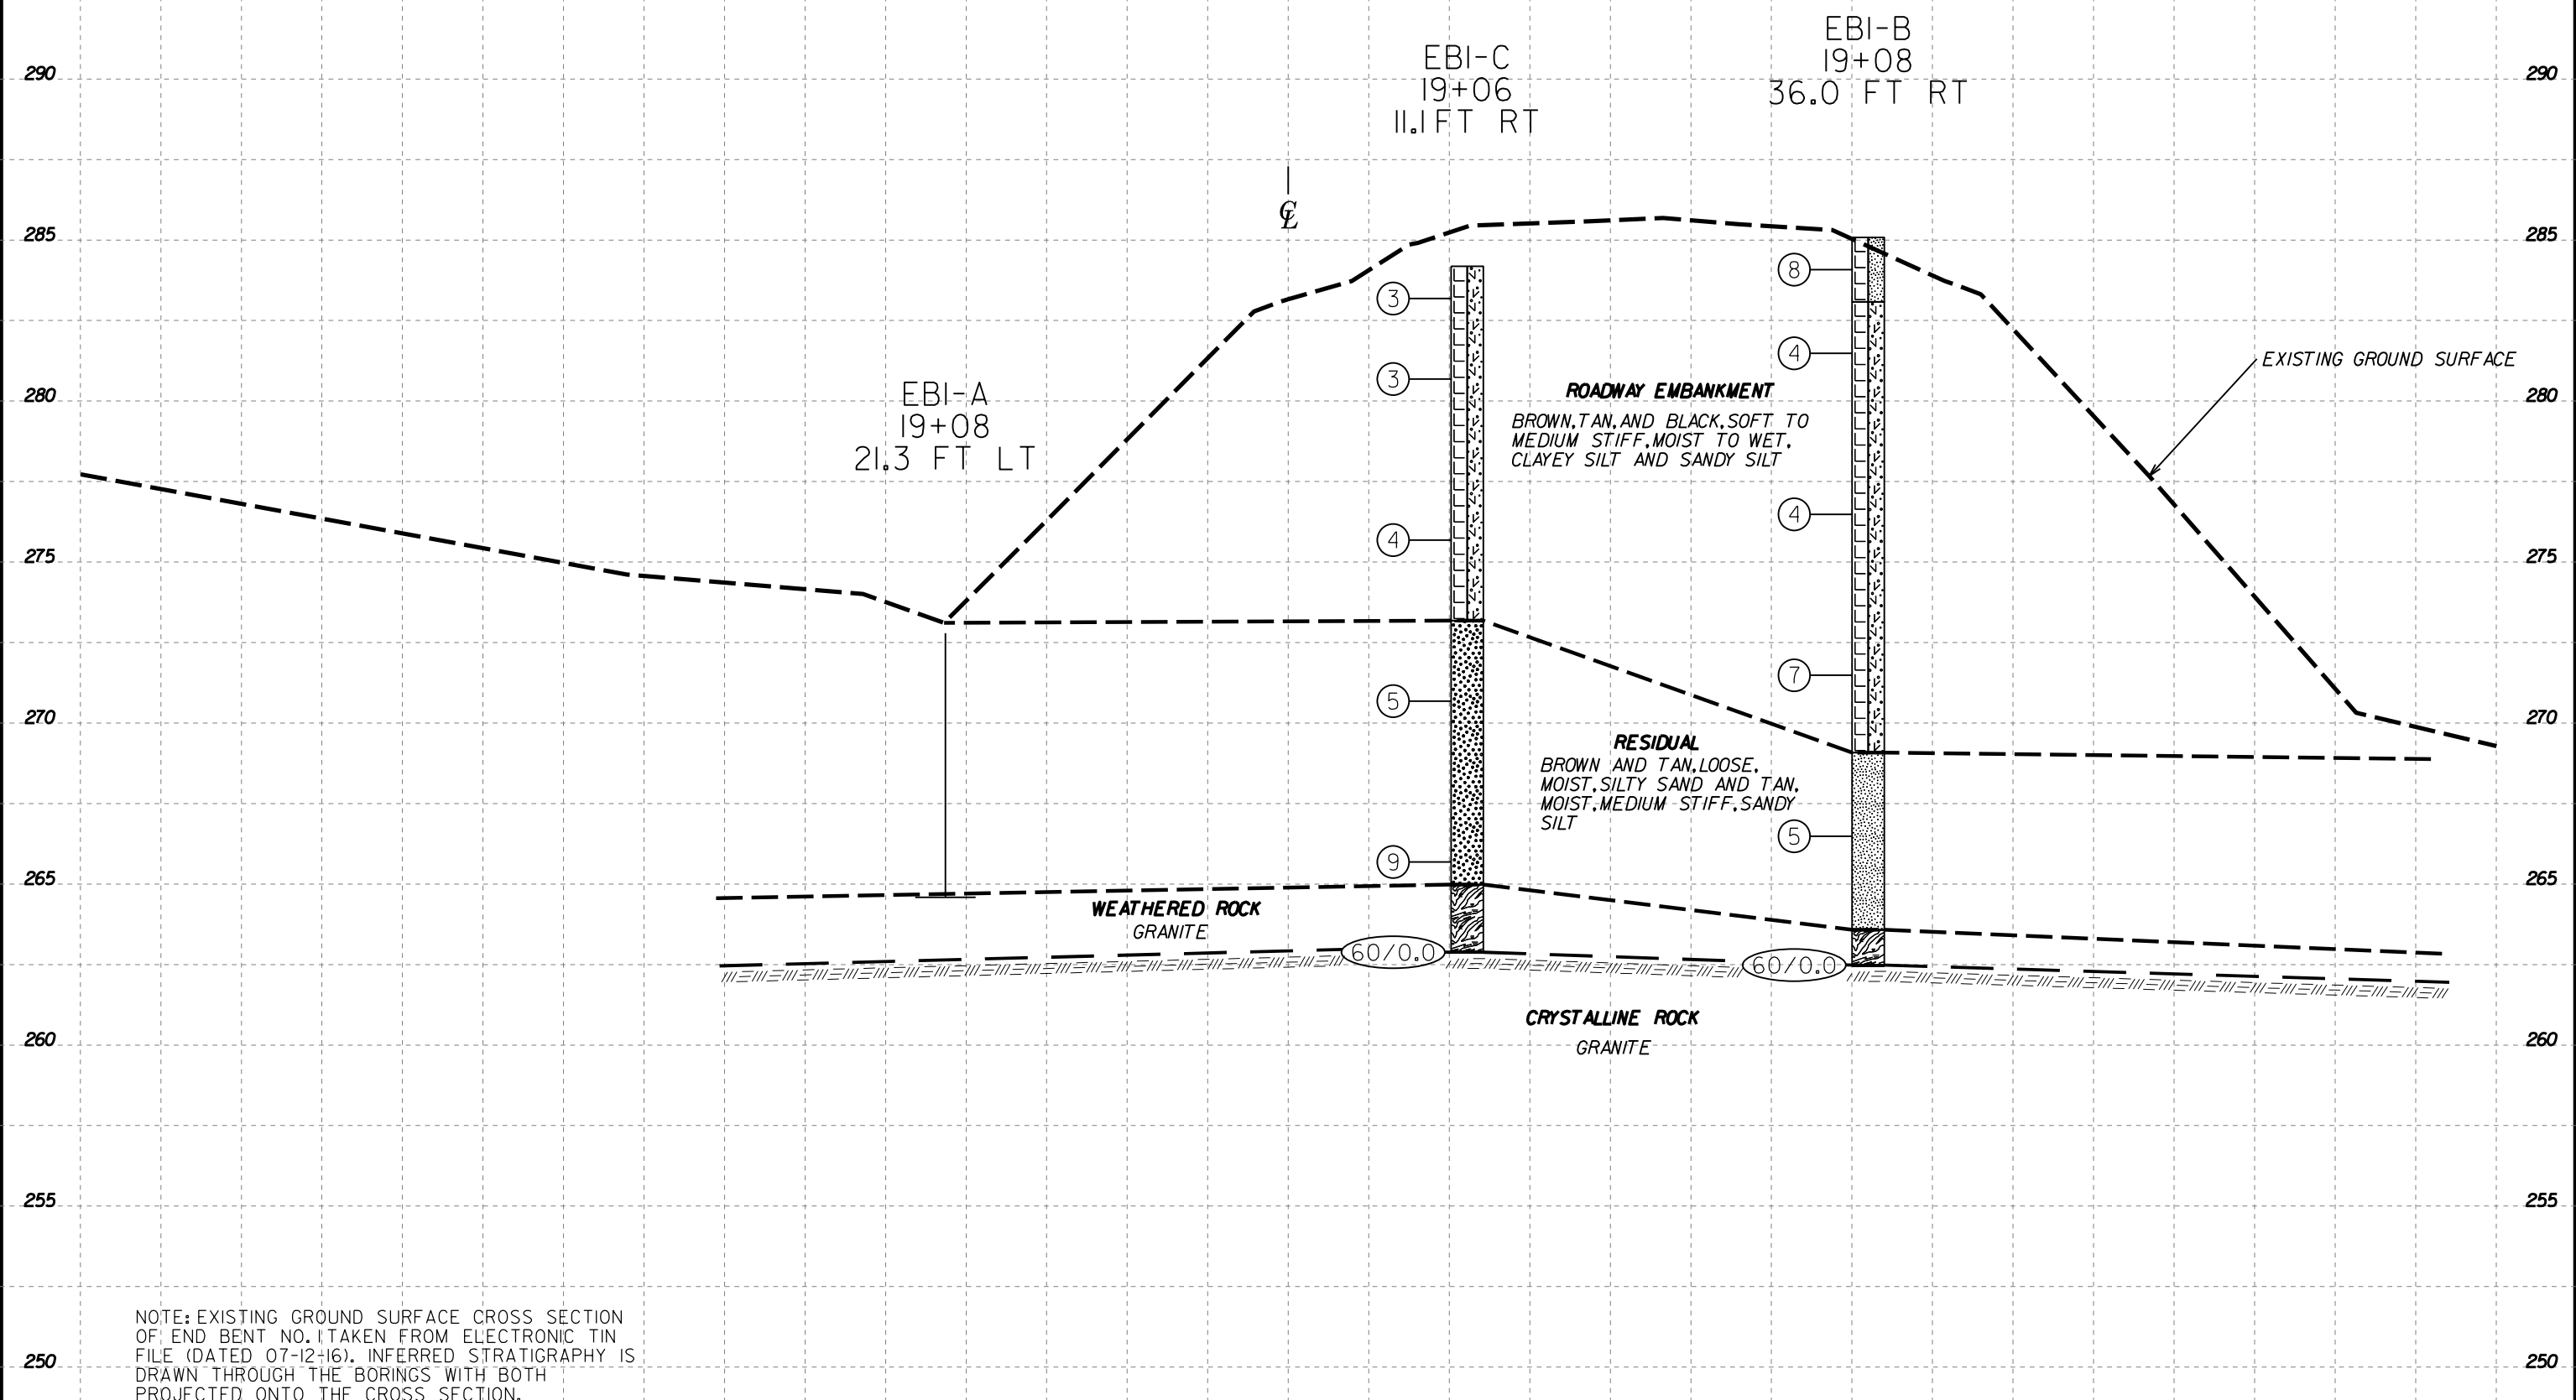 EBI-B
19+08
36.0 FT RT
EBI-C
19+06
11.1 FT RT
290
290
℄
285
285
8
3
4
EXISTING GROUND SURFACE
3
EBI-A
19+08
21.3 FT LT
280
280
ROADWAY EMBANKMENT
BROWN, TAN, AND BLACK, SOFT TO
MEDIUM STIFF, MOIST TO WET,
CLAYEY SILT AND SANDY SILT
4
4
275
275
7
5
270
270
RESIDUAL
BROWN AND TAN, LOOSE,
MOIST, SILTY SAND AND TAN,
MOIST, MEDIUM STIFF, SANDY
SILT
5
9
265
265
WEATHERED ROCK
GRANITE
60/0.0
60/0.0
CRYSTALLINE ROCK
GRANITE
260
260
255
255
NOTE: EXISTING GROUND SURFACE CROSS SECTION
OF END BENT NO. 1 TAKEN FROM ELECTRONIC TIN
FILE (DATED 07-12-16). INFERRED STRATIGRAPHY IS
DRAWN THROUGH THE BORINGS WITH BOTH
PROJECTED ONTO THE CROSS SECTION.
250
250